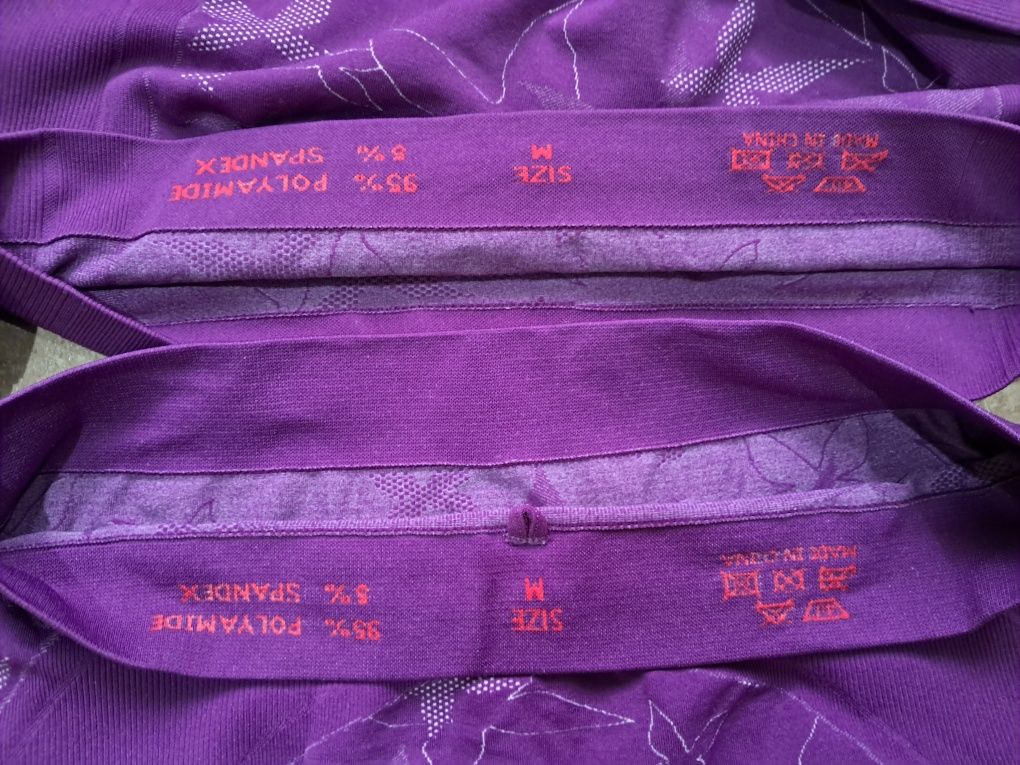 MADE IN CHINA
SIZE
M
95% POLYAMIDE
5% SPANDEX
MADE IN CHINA
SIZE
M
95% POLYAMIDE
5% SPANDEX